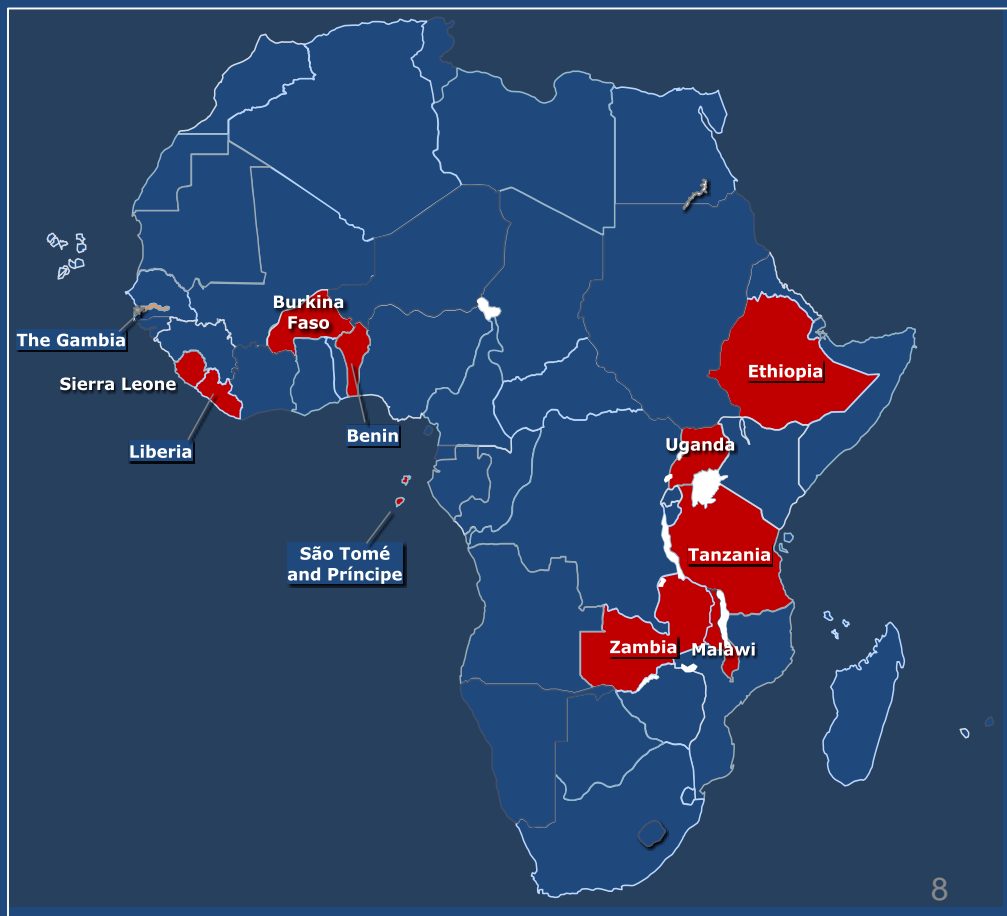 Burkina
Faso
The Gambia
Sierra Leone
Ethiopia
Benin
Uganda
Liberia
São Tomé
and Príncipe
Tanzania
Zambia
Malawi
8